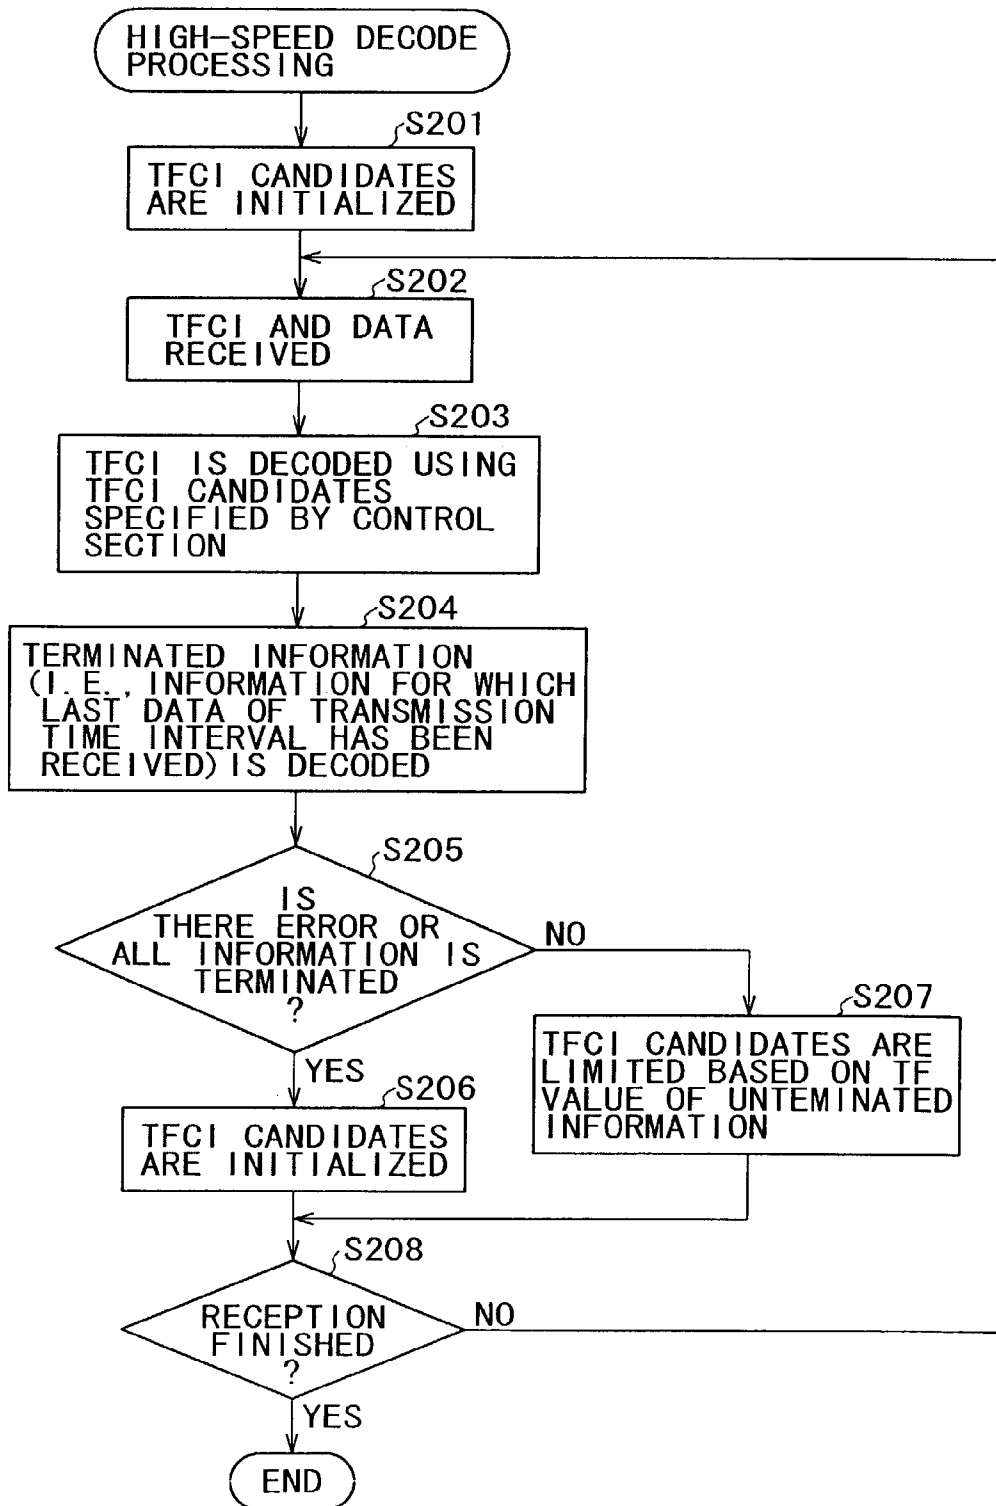 HIGH-SPEED DECODE
PROCESSING
S201
TFCI CANDIDATES
ARE INITIALIZED
S202
TFCI AND DATA
RECEIVED
S203
TFCI IS DECODED USING
TFCI CANDIDATES
SPECIFIED BY CONTROL
SECTION
S204
TERMINATED INFORMATION
(I.E., INFORMATION FOR WHICH
LAST DATA OF TRANSMISSION
TIME INTERVAL HAS BEEN
RECEIVED) IS DECODED
S205
IS
THERE ERROR OR
ALL INFORMATION IS
TERMINATED
?
NO
YES
S207
TFCI CANDIDATES ARE
LIMITED BASED ON TF
VALUE OF UNTEMINATED
INFORMATION
S206
TFCI CANDIDATES
ARE INITIALIZED
S208
RECEPTION
FINISHED
?
NO
YES
END